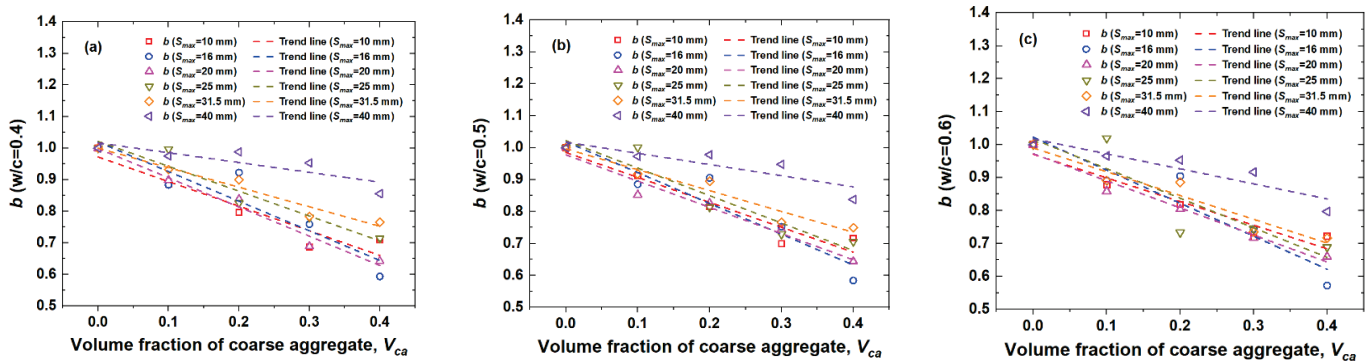 1.4
1.3
1.2
1.1
1.0
0.9
0.8
0.7
0.6
0.5
b (w/c=0.4)
(a)
b (Smax=10 mm) Trend line (Smax=10 mm)
b (Smax=16 mm) Trend line (Smax=16 mm)
b (Smax=20 mm) Trend line (Smax=20 mm)
b (Smax=25 mm) Trend line (Smax=25 mm)
b (Smax=31.5 mm) Trend line (Smax=31.5 mm)
b (Smax=40 mm) Trend line (Smax=40 mm)
0.0 0.1 0.2 0.3 0.4
Volume fraction of coarse aggregate, Vca
1.4
1.3
1.2
1.1
1.0
0.9
0.8
0.7
0.6
0.5
b (w/c=0.5)
(b)
b (Smax=10 mm) Trend line (Smax=10 mm)
b (Smax=16 mm) Trend line (Smax=16 mm)
b (Smax=20 mm) Trend line (Smax=20 mm)
b (Smax=25 mm) Trend line (Smax=25 mm)
b (Smax=31.5 mm) Trend line (Smax=31.5 mm)
b (Smax=40 mm) Trend line (Smax=40 mm)
0.0 0.1 0.2 0.3 0.4
Volume fraction of coarse aggregate, Vca
1.4
1.3
1.2
1.1
1.0
0.9
0.8
0.7
0.6
0.5
b (w/c=0.6)
(c)
b (Smax=10 mm) Trend line (Smax=10 mm)
b (Smax=16 mm) Trend line (Smax=16 mm)
b (Smax=20 mm) Trend line (Smax=20 mm)
b (Smax=25 mm) Trend line (Smax=25 mm)
b (Smax=31.5 mm) Trend line (Smax=31.5 mm)
b (Smax=40 mm) Trend line (Smax=40 mm)
0.0 0.1 0.2 0.3 0.4
Volume fraction of coarse aggregate, Vca